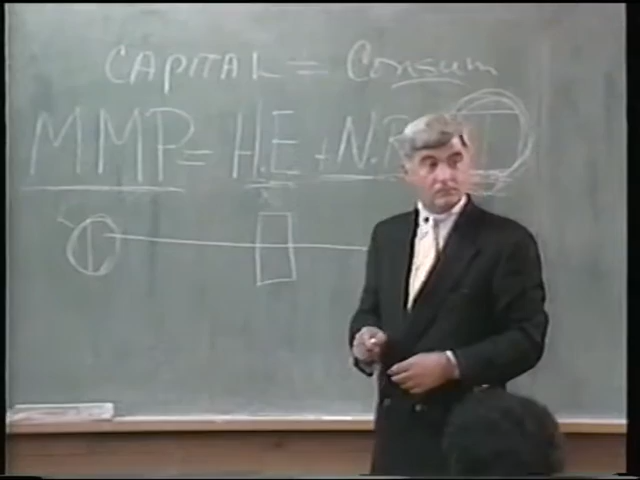 CAPITAL = Consum
MMP = H.E + N.R